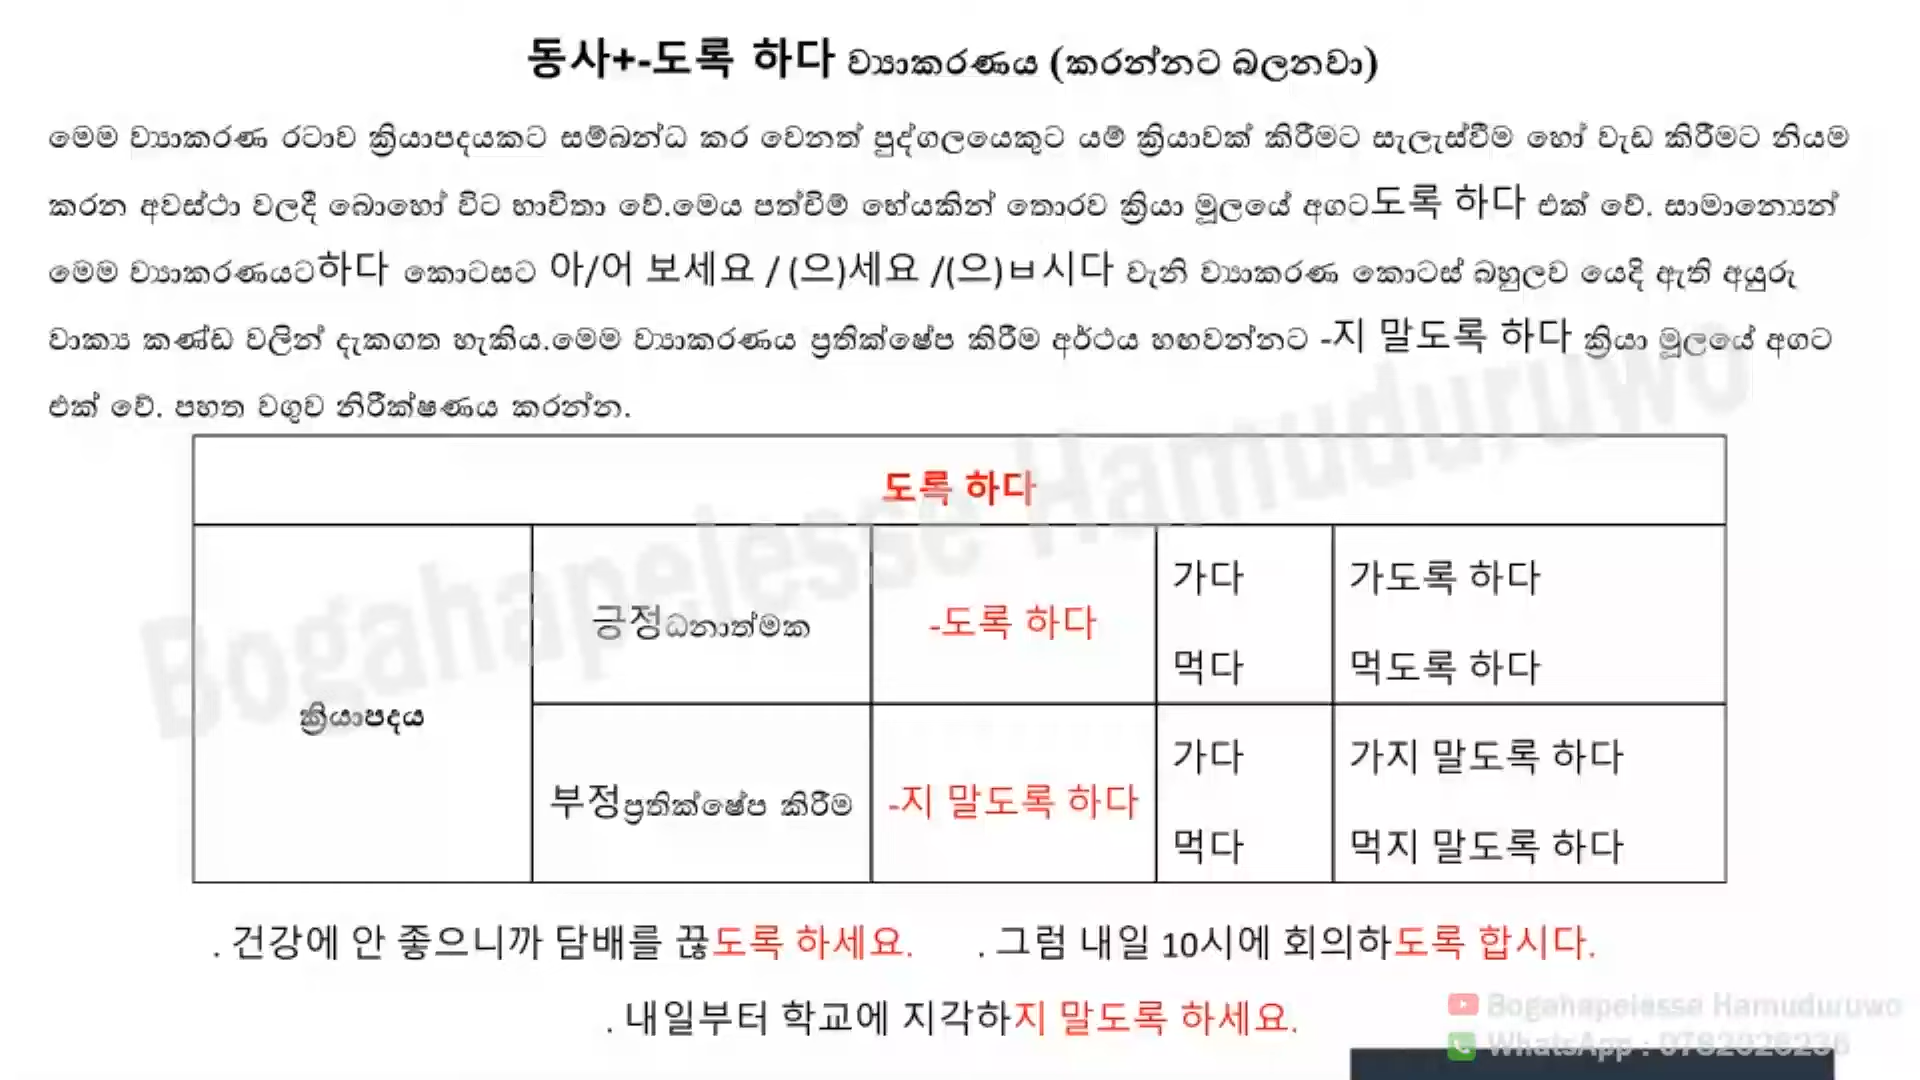 동사+-도록 하다 ව්‍යාකරණය (කරන්නට බලනවා)
මෙම ව්‍යාකරණ රටාව ක්‍රියාපදයකට සම්බන්ධ කර වෙනත් පුද්ගලයෙකුට යම් ක්‍රියාවක් කිරීමට සැලැස්වීම හෝ වැඩ කිරීමට නියම
කරන අවස්ථා වලදී බොහෝ විට භාවිතා වේ.මෙය පත්චිම් භේයකින් තොරව ක්‍රියා මූලයේ අගට도록 하다 එක් වේ. සාමාන්‍යෙන්
මෙම ව්‍යාකරණයට하다 කොටසට 아/어 보세요 / (으)세요 /(으)ㅂ시다 වැනි ව්‍යාකරණ කොටස් බහුලව යෙදි ඇති අයුරු
වාක්‍ය කණ්ඩ වලින් දැකගත හැකිය.මෙම ව්‍යාකරණය ප්‍රතික්ෂේප කිරීම අර්ථය හඟවන්නට -지 말도록 하다 ක්‍රියා මූලයේ අගට
එක් වේ. පහත වගුව නිරීක්ෂණය කරන්න.
도록 하다
ක්‍රියාපදය
긍정ධනාත්මක
-도록 하다
가다
가도록 하다
먹다
먹도록 하다
부정ප්‍රතික්ෂේප කිරීම
-지 말도록 하다
가다
가지 말도록 하다
먹다
먹지 말도록 하다
. 건강에 안 좋으니까 담배를 끊도록 하세요.
. 그럼 내일 10시에 회의하도록 합시다.
. 내일부터 학교에 지각하지 말도록 하세요.
Bogahapelesse Hamuduruwo
Bogahapelesse Hamuduruwo
WhatsApp : 0782028236